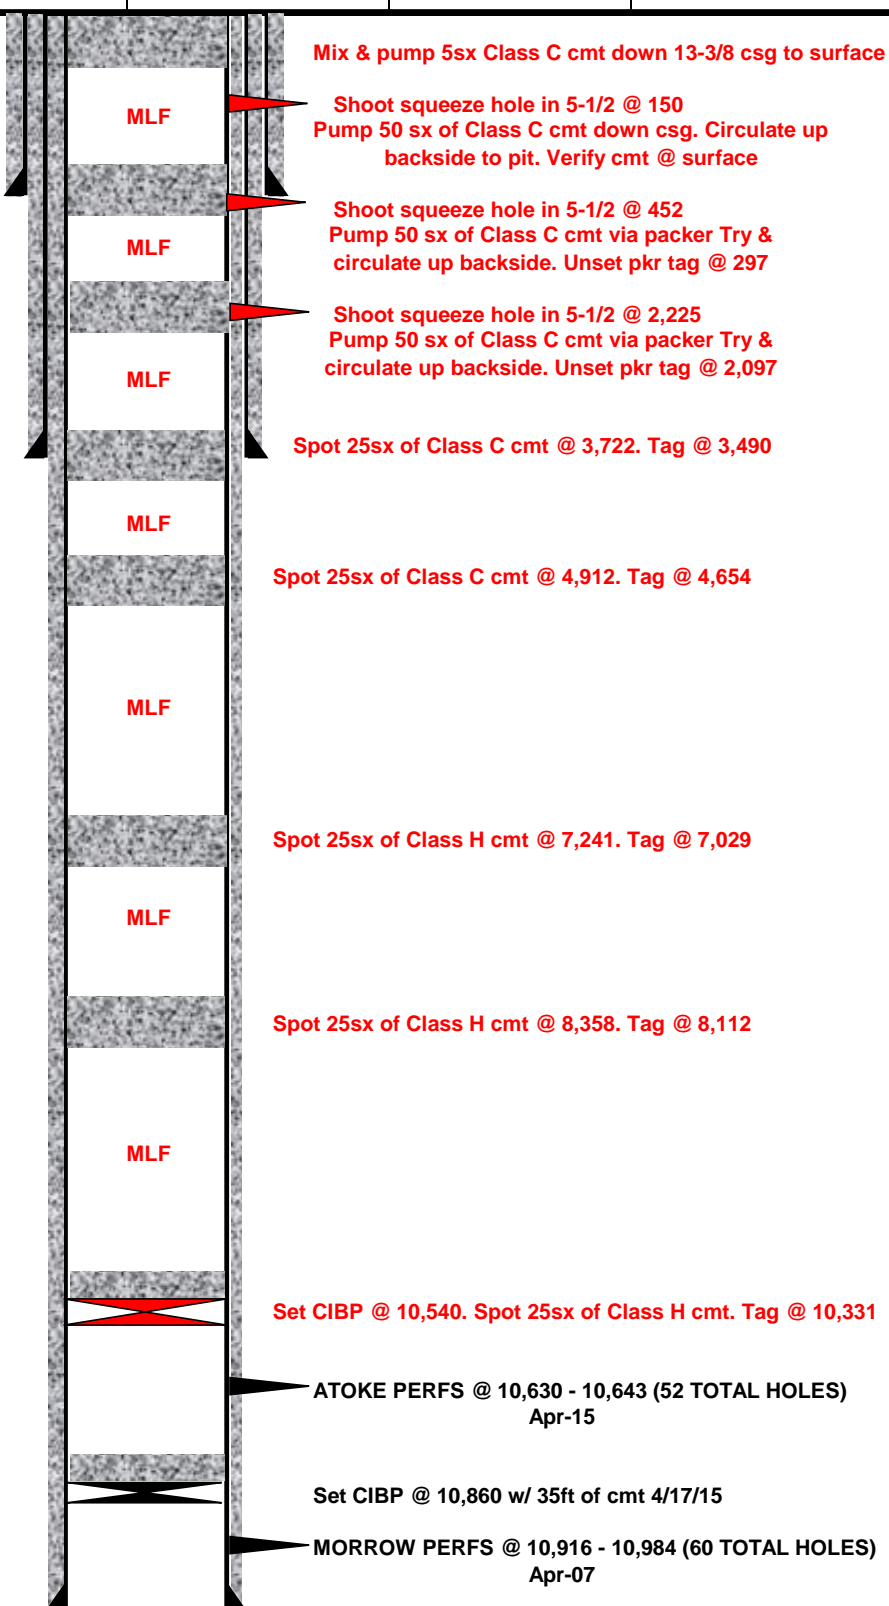 Mix & pump 5sx Class C cmt down 13-3/8 csg to surface
MLF
Shoot squeeze hole in 5-1/2 @ 150
Pump 50 sx of Class C cmt down csg. Circulate up
backside to pit. Verify cmt @ surface
Shoot squeeze hole in 5-1/2 @ 452
Pump 50 sx of Class C cmt via packer Try &
circulate up backside. Unset pkr tag @ 297
MLF
Shoot squeeze hole in 5-1/2 @ 2,225
Pump 50 sx of Class C cmt via packer Try &
circulate up backside. Unset pkr tag @ 2,097
MLF
Spot 25sx of Class C cmt @ 3,722. Tag @ 3,490
MLF
Spot 25sx of Class C cmt @ 4,912. Tag @ 4,654
MLF
Spot 25sx of Class H cmt @ 7,241. Tag @ 7,029
MLF
Spot 25sx of Class H cmt @ 8,358. Tag @ 8,112
MLF
Set CIBP @ 10,540. Spot 25sx of Class H cmt. Tag @ 10,331
ATOKE PERFS @ 10,630 - 10,643 (52 TOTAL HOLES)
Apr-15
Set CIBP @ 10,860 w/ 35ft of cmt 4/17/15
MORROW PERFS @ 10,916 - 10,984 (60 TOTAL HOLES)
Apr-07